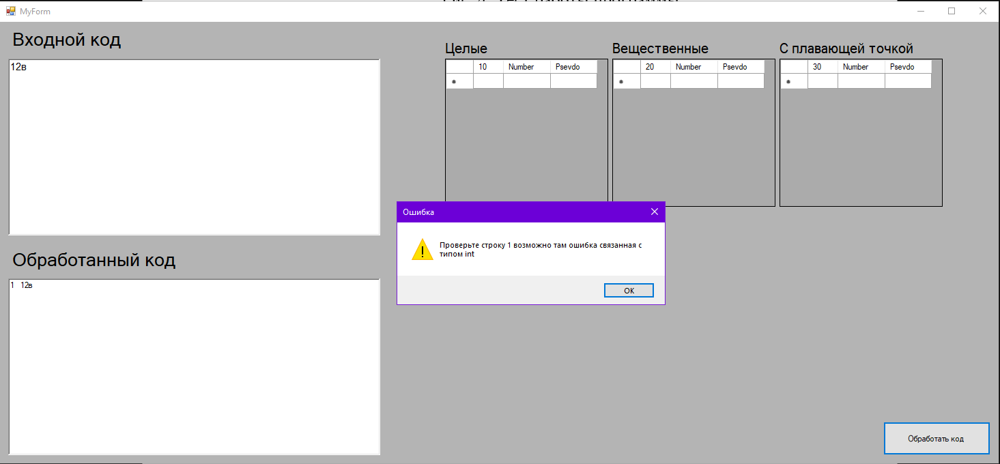 MyForm
Входной код
12в
Целые
10 Number Psevdo
Вещественные
20 Number Psevdo
С плавающей точкой
30 Number Psevdo
Ошибка
Проверьте строку 1 возможно там ошибка связанная с
типом int
OK
Обработанный код
1 12в
Обработать код